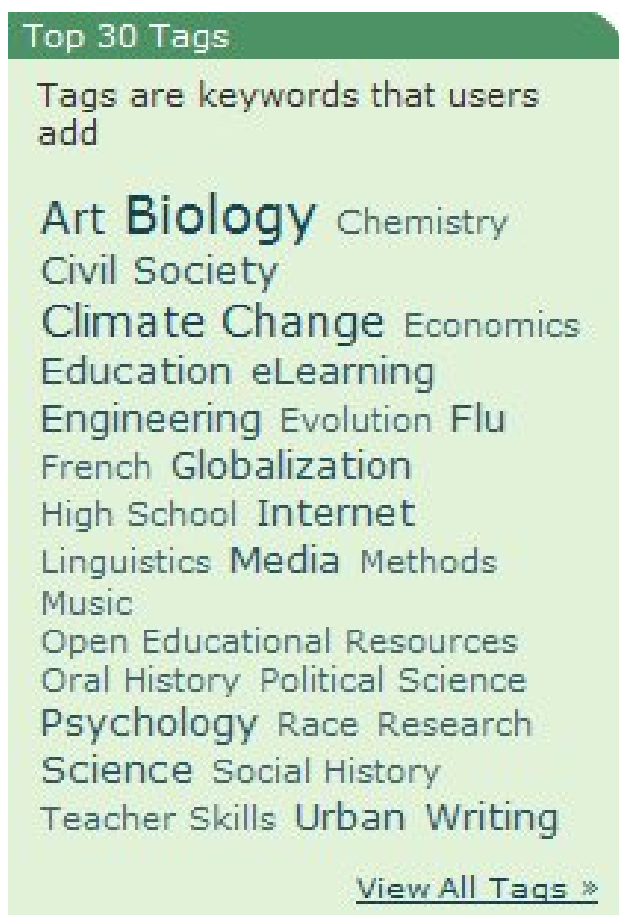 Top 30 Tags
Tags are keywords that users
add
Art Biology Chemistry
Civil Society
Climate Change Economics
Education eLearning
Engineering Evolution Flu
French Globalization
High School Internet
Linguistics Media Methods
Music
Open Educational Resources
Oral History Political Science
Psychology Race Research
Science Social History
Teacher Skills Urban Writing
View All Tags »